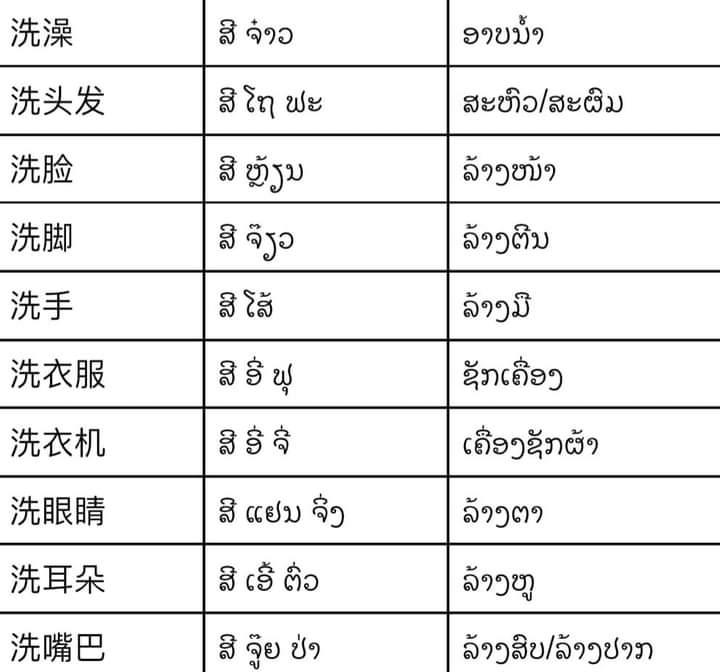 洗澡 ສີ ຈ໋າວ ອາບນ້ຳ
洗头发 ສີ ໂຖ ຟະ ສະຫົວ/ສະຜົມ
洗脸 ສີ ຫຼ້ຽນ ລ້າງໜ້າ
洗脚 ສີ ຈ໊ຽວ ລ້າງຕີນ
洗手 ສີ ໂສ້ ລ້າງມື
洗衣服 ສີ ອີ່ ຟຸ ຊັກເຄື່ອງ
洗衣机 ສີ ອີ່ ຈີ່ ເຄື່ອງຊັກຜ້າ
洗眼睛 ສີ ແຢນ ຈິ່ງ ລ້າງຕາ
洗耳朵 ສີ ເອີ້ ຕົ່ວ ລ້າງຫູ
洗嘴巴 ສີ ຈູ໊ຍ ປ່າ ລ້າງສົບ/ລ້າງປາກ